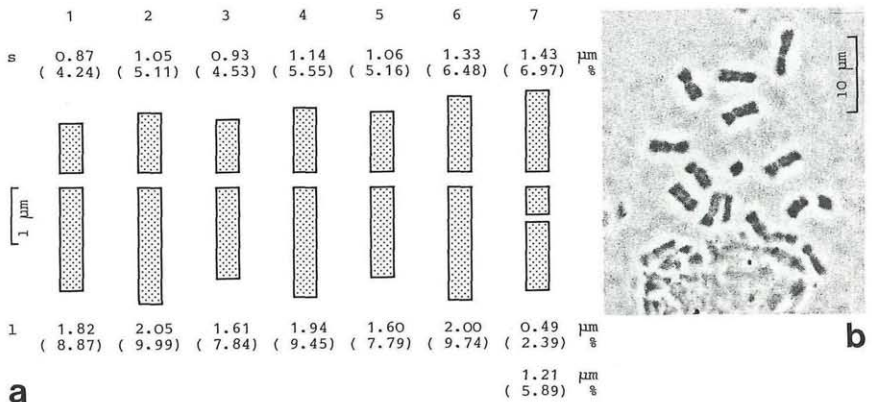 1 2 3 4 5 6 7
s 0.87 1.05 0.93 1.14 1.06 1.33 1.43 μm
( 4.24) ( 5.11) ( 4.53) ( 5.55) ( 5.16) ( 6.48) ( 6.97) %
1 μm
10 μm
l 1.82 2.05 1.61 1.94 1.60 2.00 0.49 μm
( 8.87) ( 9.99) ( 7.84) ( 9.45) ( 7.79) ( 9.74) ( 2.39) %
1.21 μm
( 5.89) %
a
b